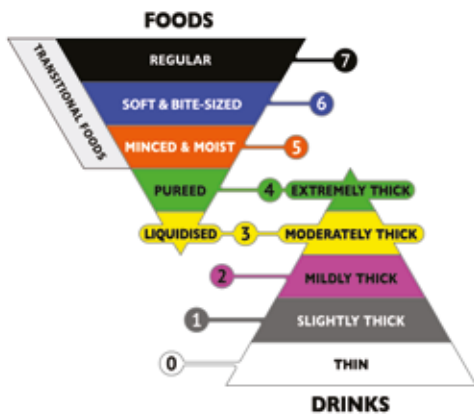 FOODS
TRANSITIONAL FOODS
REGULAR 7
SOFT & BITE-SIZED 6
MINCED & MOIST 5
PUREED 4 EXTREMELY THICK
LIQUIDISED 3 MODERATELY THICK
2 MILDLY THICK
1 SLIGHTLY THICK
0 THIN
DRINKS